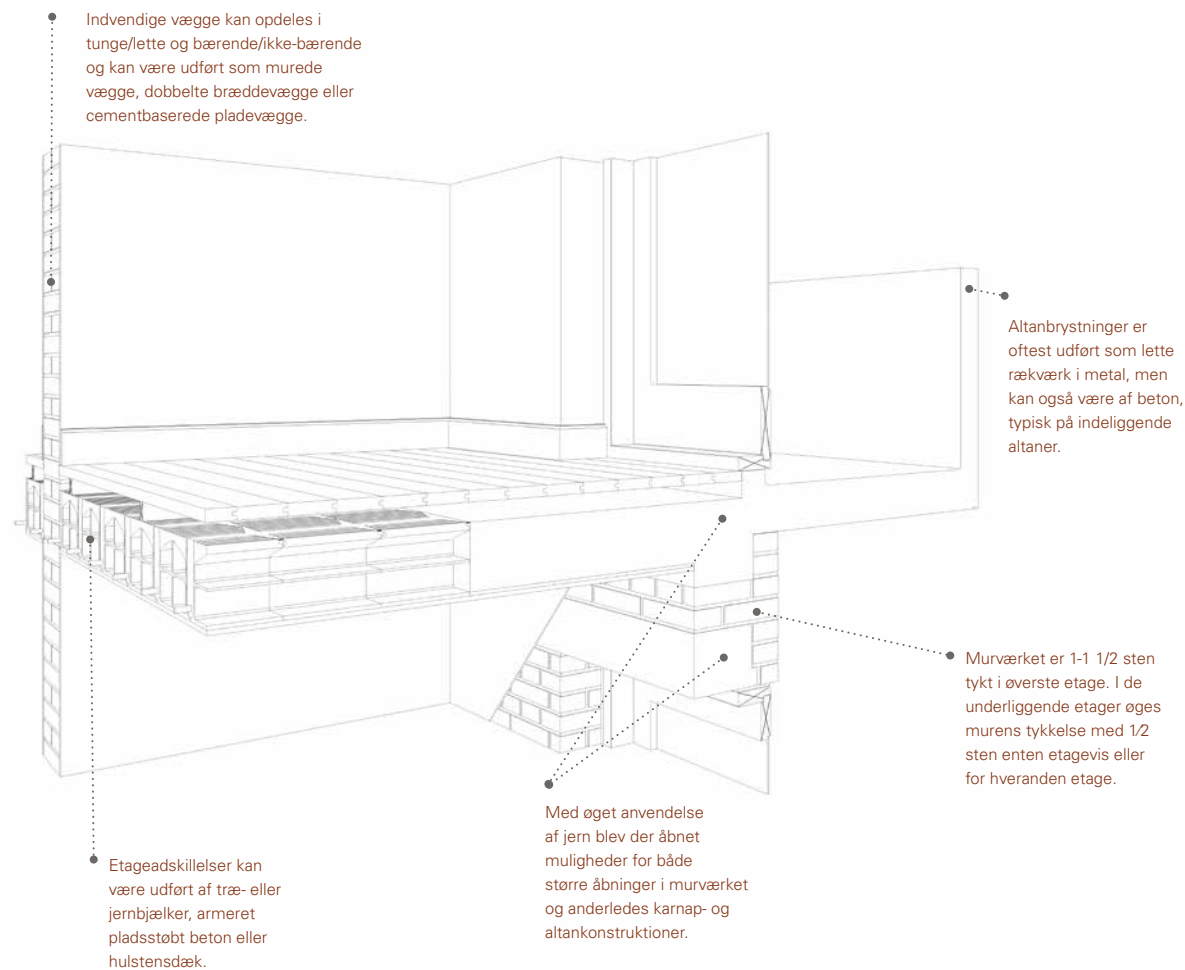 Indvendige vægge kan opdeles i
tunge/lette og bærende/ikke-bærende
og kan være udført som murede
vægge, dobbelte bræddevægge eller
cementbaserede pladevægge.
Altanbrystninger er
oftest udført som lette
rækværk i metal, men
kan også være af beton,
typisk på indeliggende
altaner.
Murværket er 1-1 1/2 sten
tykt i øverste etage. I de
underliggende etager øges
murens tykkelse med 1/2
sten enten etagevis eller
for hveranden etage.
Med øget anvendelse
af jern blev der åbnet
muligheder for både
større åbninger i murværket
og anderledes karnap- og
altankonstruktioner.
Etageadskillelser kan
være udført af træ- eller
jernbjælker, armeret
pladsstøbt beton eller
hulstensdæk.